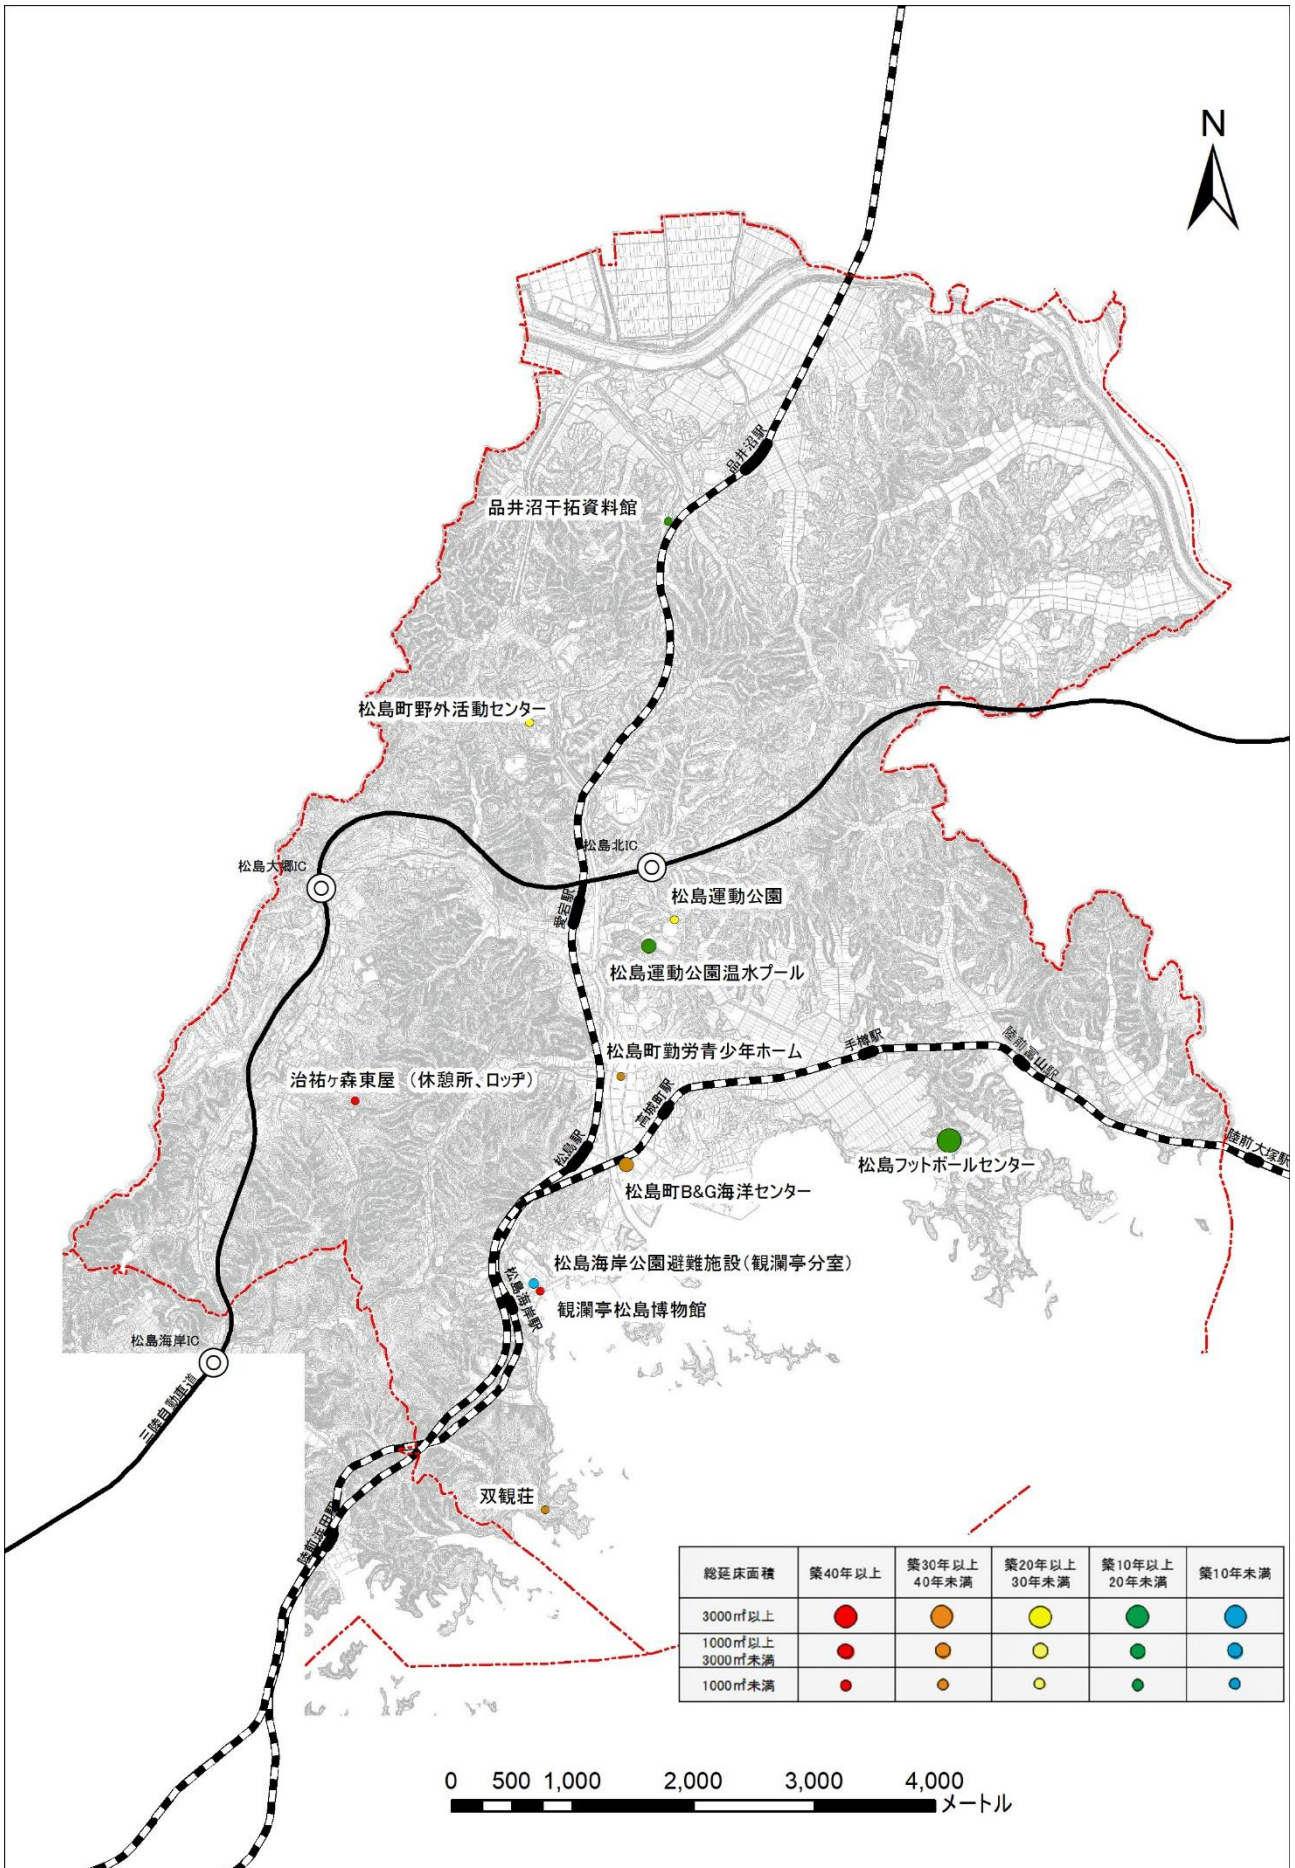 N
品井沼駅
品井沼干拓資料館
松島町野外活動センター
松島北IC
松島大郷IC
愛宕駅
松島運動公園
松島運動公園温水プール
手樽駅
陸前富山駅
松島町勤労青少年ホーム
治祐ヶ森東屋 (休憩所、ロッヂ)
高城町駅
松島駅
陸前大塚駅
松島フットボールセンター
松島町B&G海洋センター
松島海岸公園避難施設(観瀾亭分室)
松島海岸駅
観瀾亭松島博物館
松島海岸IC
三陸自動車道
双観荘
陸前浜田駅
総延床面積 築40年以上 築30年以上 40年未満 築20年以上 30年未満 築10年以上 20年未満 築10年未満
3000㎡以上
1000㎡以上
3000㎡未満
1000㎡未満
0 500 1,000 2,000 3,000 4,000
メートル